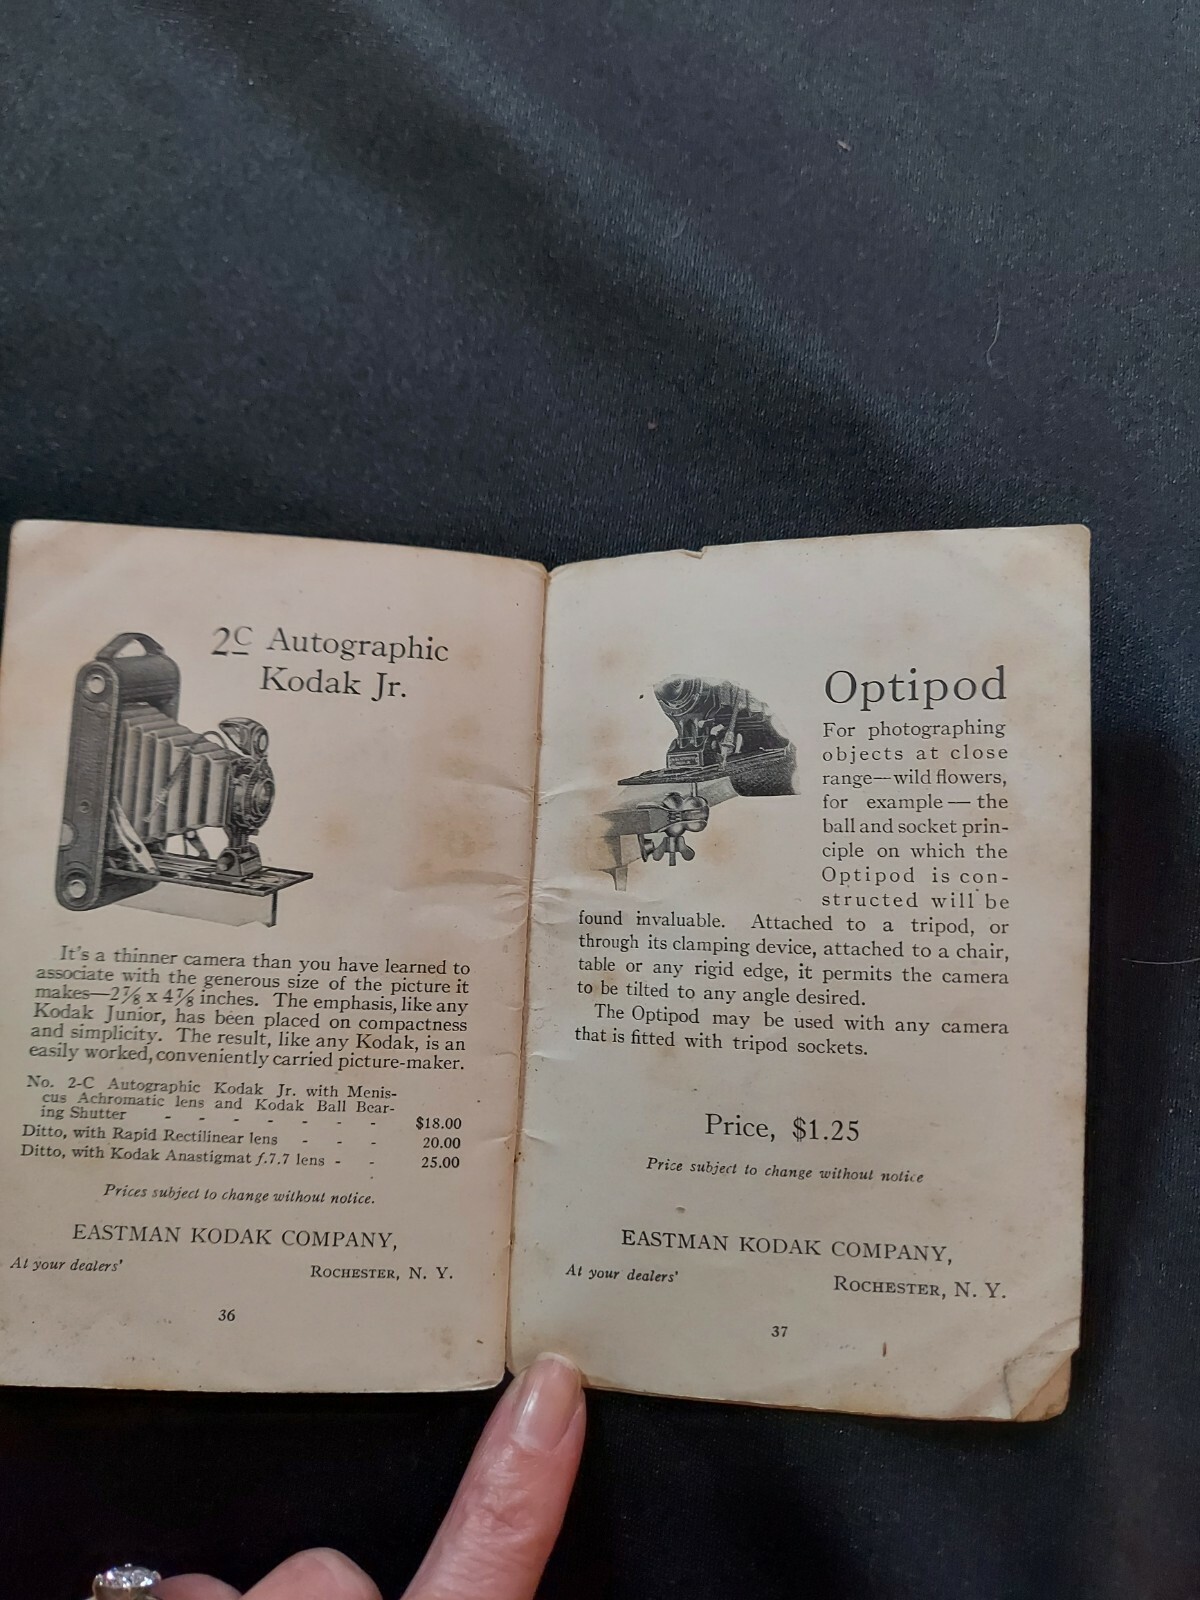 2C Autographic
Kodak Jr.
It's a thinner camera than you have learned to
associate with the generous size of the picture it
makes—2⅞ x 4⅞ inches. The emphasis, like any
Kodak Junior, has been placed on compactness
and simplicity. The result, like any Kodak, is an
easily worked, conveniently carried picture-maker.
No. 2-C Autographic Kodak Jr. with Menis-
cus Achromatic lens and Kodak Ball Bear-
ing Shutter - - - - - - - $18.00
Ditto, with Rapid Rectilinear lens - - - 20.00
Ditto, with Kodak Anastigmat f.7.7 lens - - 25.00
Prices subject to change without notice.
EASTMAN KODAK COMPANY,
At your dealers' ROCHESTER, N. Y.
36
Optipod
For photographing
objects at close
range—wild flowers,
for example — the
ball and socket prin-
ciple on which the
Optipod is con-
structed will be
found invaluable. Attached to a tripod, or
through its clamping device, attached to a chair,
table or any rigid edge, it permits the camera
to be tilted to any angle desired.
The Optipod may be used with any camera
that is fitted with tripod sockets.
Price, $1.25
Price subject to change without notice
EASTMAN KODAK COMPANY,
At your dealers' ROCHESTER, N. Y.
37